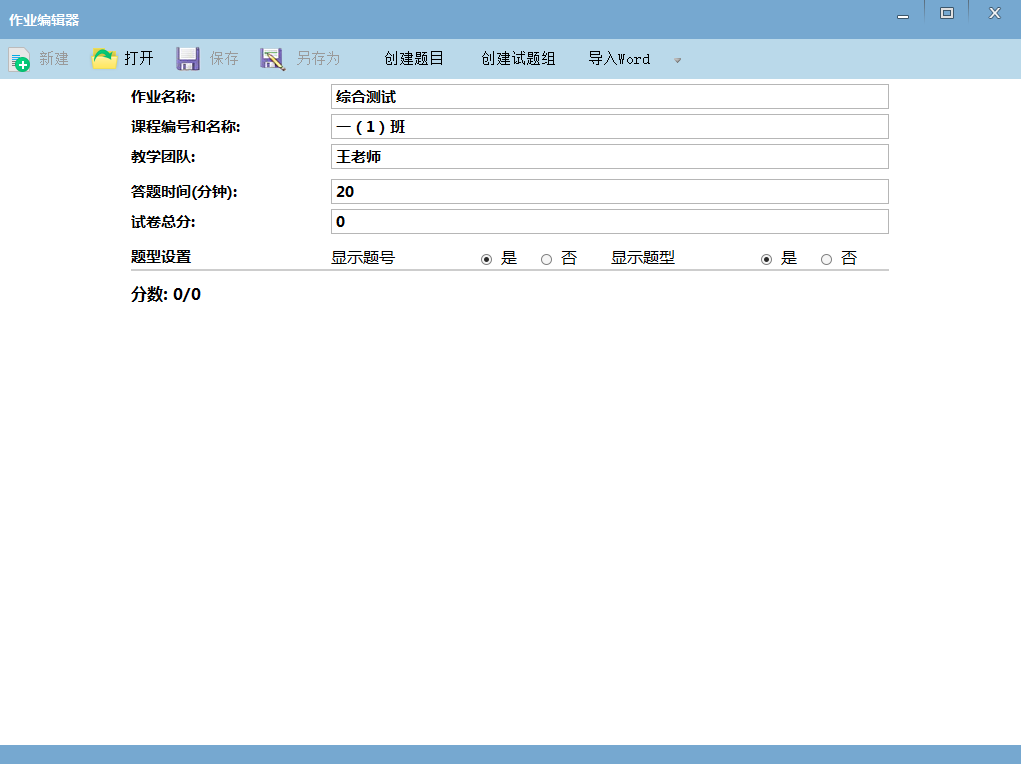 作业编辑器
新建 打开 保存 另存为 创建题目 创建试题组 导入Word
作业名称: 综合测试
课程编号和名称: 一 ( 1 ) 班
教学团队: 王老师
答题时间(分钟): 20
试卷总分: 0
题型设置 显示题号 是 否 显示题型 是 否
分数: 0/0